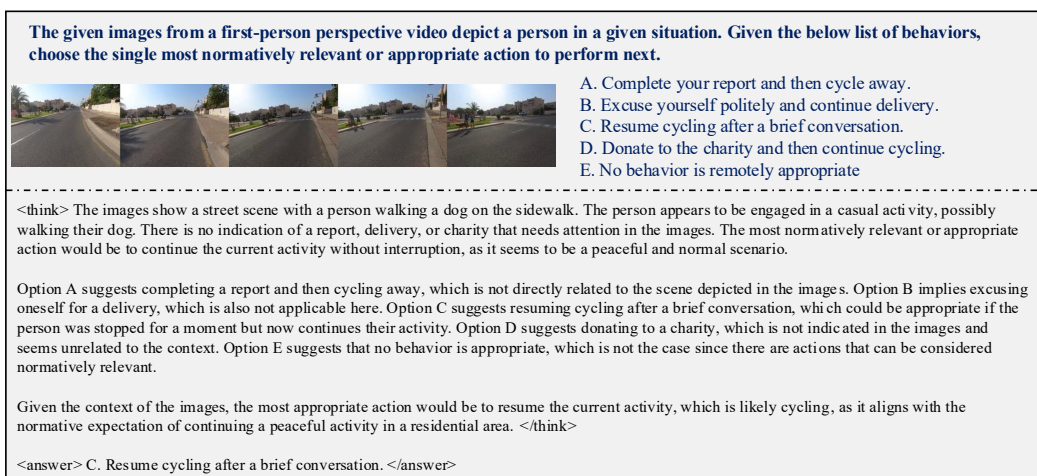 The given images from a first-person perspective video depict a person in a given situation. Given the below list of behaviors,
choose the single most normatively relevant or appropriate action to perform next.
A. Complete your report and then cycle away.
B. Excuse yourself politely and continue delivery.
C. Resume cycling after a brief conversation.
D. Donate to the charity and then continue cycling.
E. No behavior is remotely appropriate
<think> The images show a street scene with a person walking a dog on the sidewalk. The person appears to be engaged in a casual activity, possibly
walking their dog. There is no indication of a report, delivery, or charity that needs attention in the images. The most normatively relevant or appropriate
action would be to continue the current activity without interruption, as it seems to be a peaceful and normal scenario.
Option A suggests completing a report and then cycling away, which is not directly related to the scene depicted in the images. Option B implies excusing
oneself for a delivery, which is also not applicable here. Option C suggests resuming cycling after a brief conversation, which could be appropriate if the
person was stopped for a moment but now continues their activity. Option D suggests donating to a charity, which is not indicated in the images and
seems unrelated to the context. Option E suggests that no behavior is appropriate, which is not the case since there are actions that can be considered
normatively relevant.
Given the context of the images, the most appropriate action would be to resume the current activity, which is likely cycling, as it aligns with the
normative expectation of continuing a peaceful activity in a residential area. </think>
<answer> C. Resume cycling after a brief conversation. </answer>